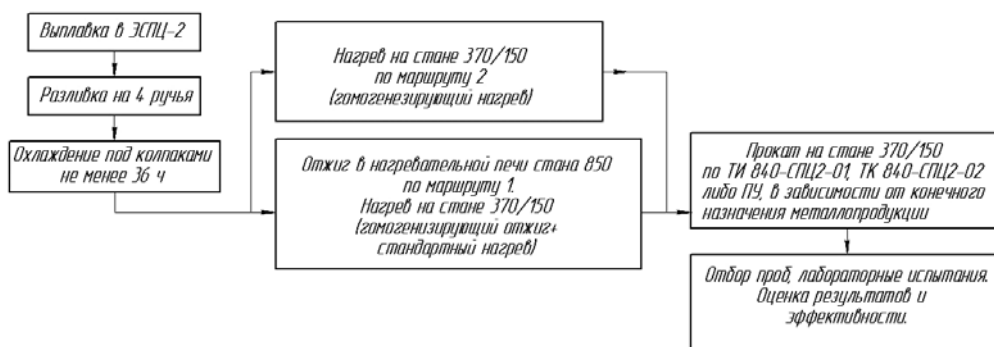 Выплавка в ЭСПЦ-2
Разливка на 4 ручья
Охлаждение под колпаками
не менее 36 ч
Нагрев на стане 370/150
по маршруту 2
(гомогенезирующий нагрев)
Отжиг в нагревательной печи стана 850
по маршруту 1.
Нагрев на стане 370/150
(гомогенизирующий отжиг+
стандартный нагрев)
Прокат на стане 370/150
по ТИ 840-СПЦ2-01, ТК 840-СПЦ2-02
либо ПУ, в зависимости от конечного
назначения металлопродукции
Отбор проб, лабораторные испытания.
Оценка результатов и
эффективности.